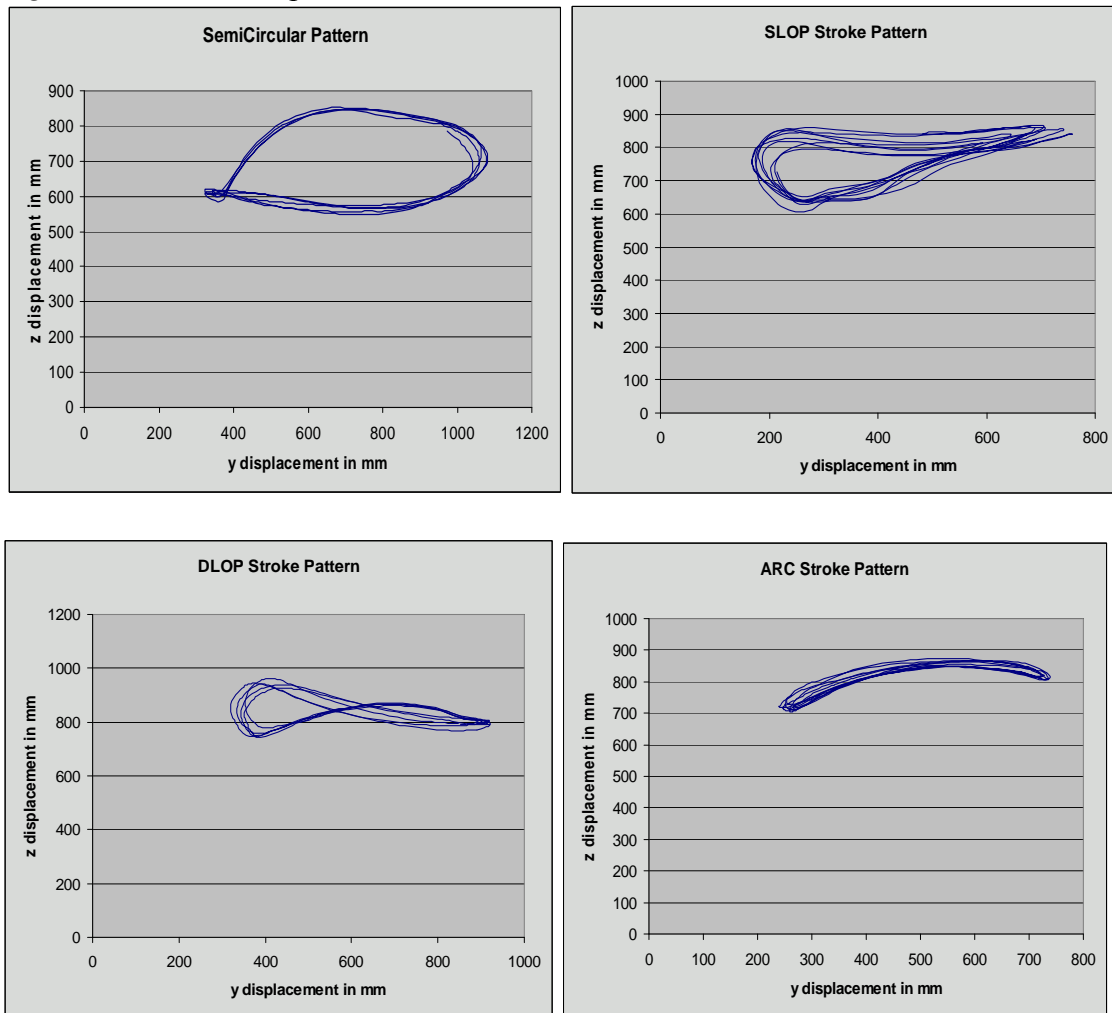 SemiCircular Pattern
900
800
700
600
500
400
300
200
100
0
0 200 400 600 800 1000 1200
y displacement in mm
z displacement in mm
SLOP Stroke Pattern
1000
900
800
700
600
500
400
300
200
100
0
0 200 400 600 800
y displacement in mm
z displacement in mm
DLOP Stroke Pattern
1200
1000
800
600
400
200
0
0 200 400 600 800 1000
y displacement in mm
z displacement in mm
ARC Stroke Pattern
1000
900
800
700
600
500
400
300
200
100
0
0 100 200 300 400 500 600 700 800
y displacement in mm
z displacement in mm